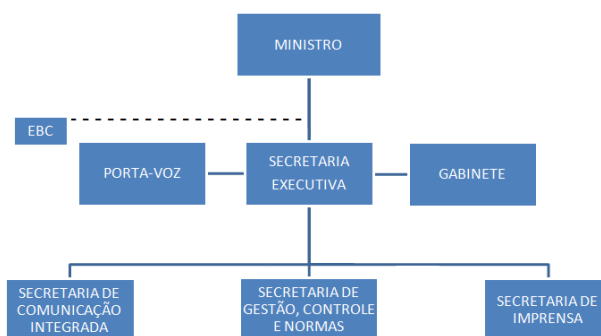 MINISTRO
EBC
PORTA-VOZ
SECRETARIA
EXECUTIVA
GABINETE
SECRETARIA DE
COMUNICAÇÃO
INTEGRADA
SECRETARIA DE
GESTÃO, CONTROLE
E NORMAS
SECRETARIA DE
IMPRENSA